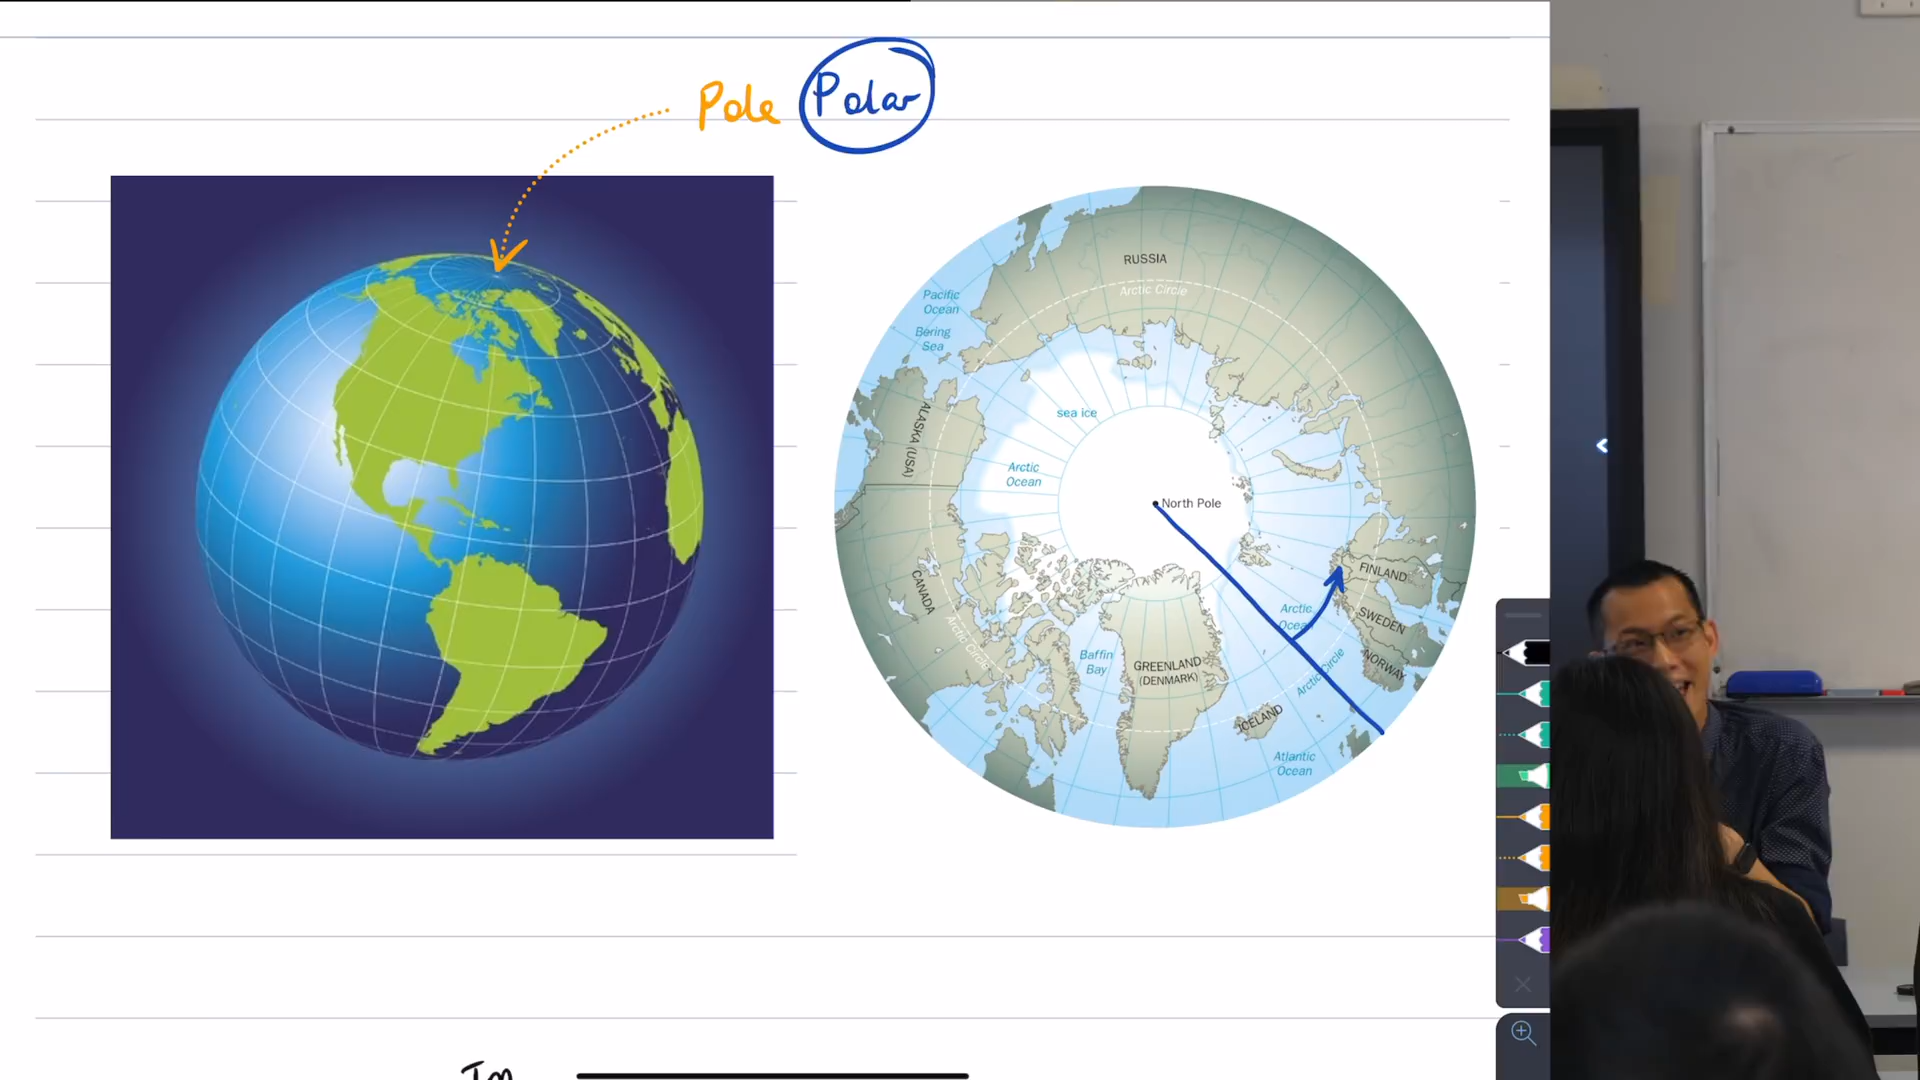 Pole Polar
RUSSIA
Arctic Circle
Pacific
Ocean
Bering
Sea
sea ice
ALASKA (USA)
Arctic
Ocean
North Pole
CANADA
Arctic Circle
FINLAND
SWEDEN
NORWAY
Arctic
Ocean
Arctic Circle
Baffin
Bay
GREENLAND
(DENMARK)
ICELAND
Atlantic
Ocean
Im